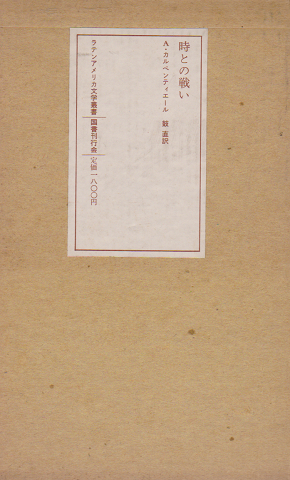 時との戦い
A・カルペンティエール 鼓 直訳
ラテンアメリカ文学叢書 国書刊行会 定価一八〇〇円